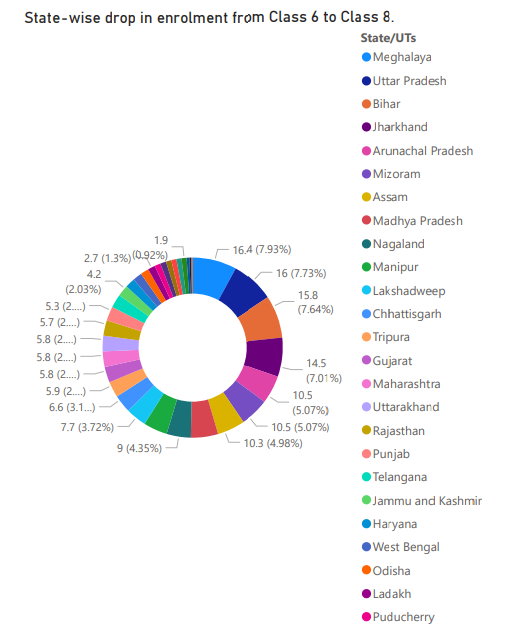 State-wise drop in enrolment from Class 6 to Class 8.
State/UTs
Meghalaya
Uttar Pradesh
Bihar
Jharkhand
Arunachal Pradesh
Mizoram
Assam
Madhya Pradesh
Nagaland
Manipur
Lakshadweep
Chhattisgarh
Tripura
Gujarat
Maharashtra
Uttarakhand
Rajasthan
Punjab
Telangana
Jammu and Kashmir
Haryana
West Bengal
Odisha
Ladakh
Puducherry
16.4 (7.93%)
16 (7.73%)
15.8
(7.64%)
14.5
(7.01%)
10.5
(5.07%)
10.5 (5.07%)
10.3 (4.98%)
9 (4.35%)
7.7 (3.72%)
6.6 (3.1...)
5.9 (2....)
5.8 (2....)
5.8 (2....)
5.8 (2....)
5.7 (2....)
5.3 (2....)
4.2
(2.03%)
2.7 (1.3%)
1.9
(0.92%)